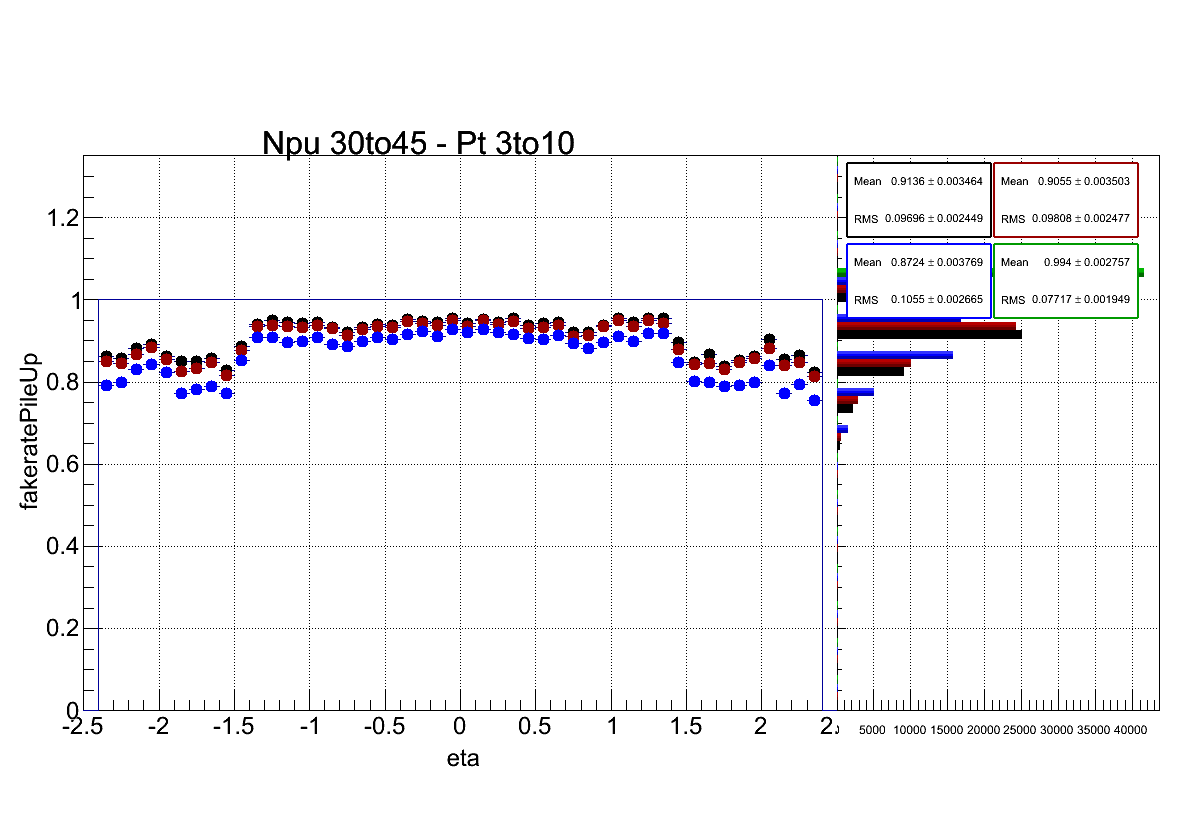 Npu 30to45 - Pt 3to10
Mean 0.9136 ± 0.003464
RMS 0.09696 ± 0.002449
Mean 0.9055 ± 0.003503
RMS 0.09808 ± 0.002477
Mean 0.8724 ± 0.003769
RMS 0.1055 ± 0.002665
Mean 0.994 ± 0.002757
RMS 0.07717 ± 0.001949
fakeratePileUp
1.2
1
0.8
0.6
0.4
0.2
0
-2.5 -2 -1.5 -1 -0.5 0 0.5 1 1.5 2
5000 10000 15000 20000 25000 30000 35000 40000
eta